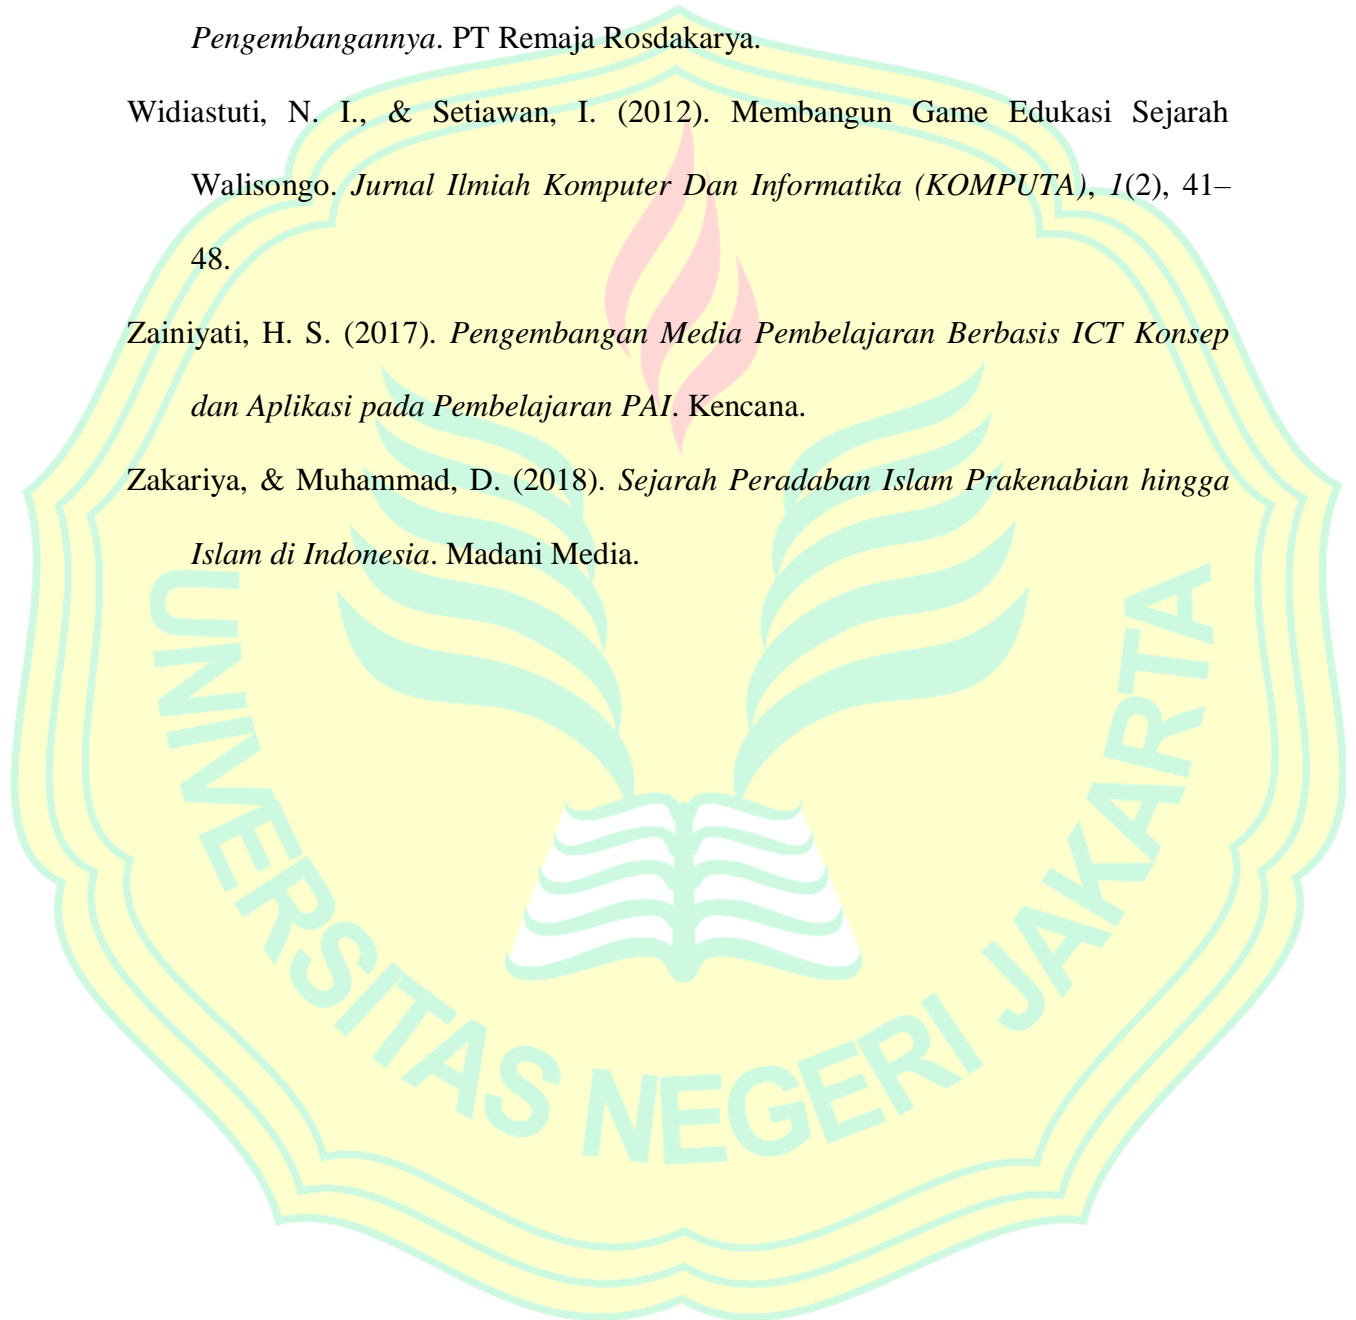 Pengembangannya. PT Remaja Rosdakarya.
Widiastuti, N. I., & Setiawan, I. (2012). Membangun Game Edukasi Sejarah
Walisongo. Jurnal Ilmiah Komputer Dan Informatika (KOMPUTA), 1(2), 41–
48.
Zainiyati, H. S. (2017). Pengembangan Media Pembelajaran Berbasis ICT Konsep
dan Aplikasi pada Pembelajaran PAI. Kencana.
Zakariya, & Muhammad, D. (2018). Sejarah Peradaban Islam Prakenabian hingga
Islam di Indonesia. Madani Media.
UNIVERSITAS NEGERI JAKARTA